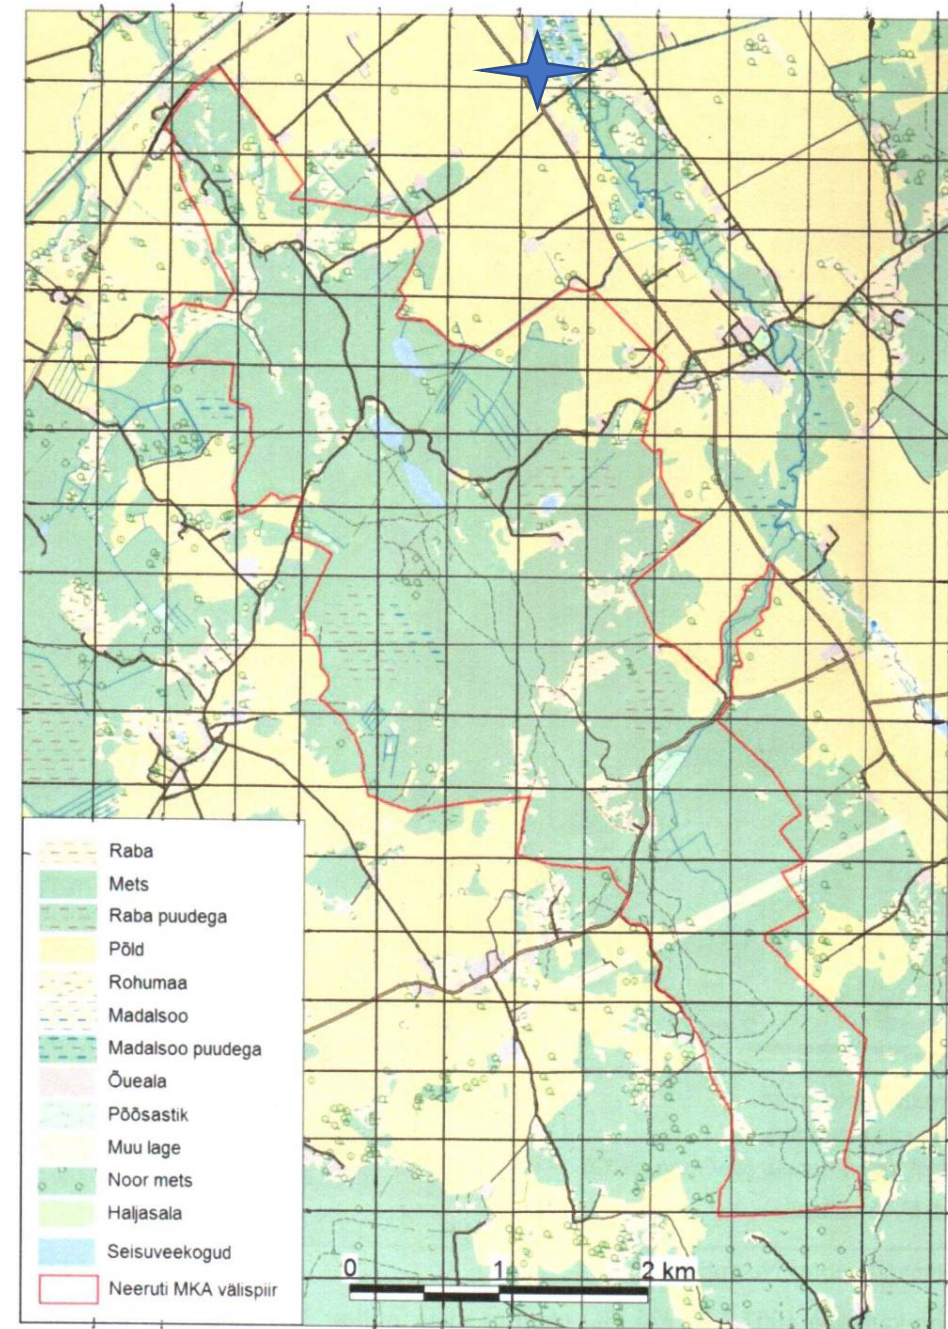 Raba
Mets
Raba puudega
Põld
Rohumaa
Madalsoo
Madalsoo puudega
Õueala
Põõsastik
Muu lage
Noor mets
Haljasala
Seisuveekogud
Neeruti MKA välispiir
0 1 2 km